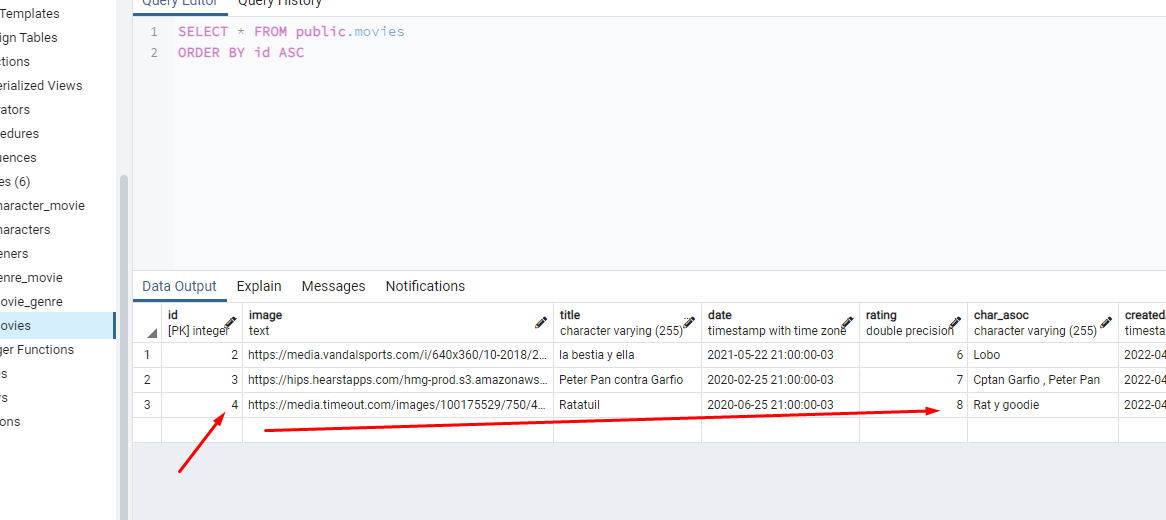 Query Editor Query History
Templates
ign Tables
ctions
erialized Views
rators
edures
uences
es (6)
haracter_movie
haracters
eners
enre_movie
ovie_genre
ovies
ger Functions
es
vs
ons
1 SELECT * FROM public.movies
2 ORDER BY id ASC
Data Output Explain Messages Notifications
id image title date rating char_asoc created
[PK] integer text character varying (255) timestamp with time zone double precision character varying (255) timesta
1 2 https://media.vandalsports.com/i/640x360/10-2018/2... la bestia y ella 2021-05-22 21:00:00-03 6 Lobo 2022-04
2 3 https://hips.hearstapps.com/hmg-prod.s3.amazonaws... Peter Pan contra Garfio 2020-02-25 21:00:00-03 7 Cptan Garfio , Peter Pan 2022-04
3 4 https://media.timeout.com/images/100175529/750/4... Ratatuil 2020-06-25 21:00:00-03 8 Rat y goodie 2022-04